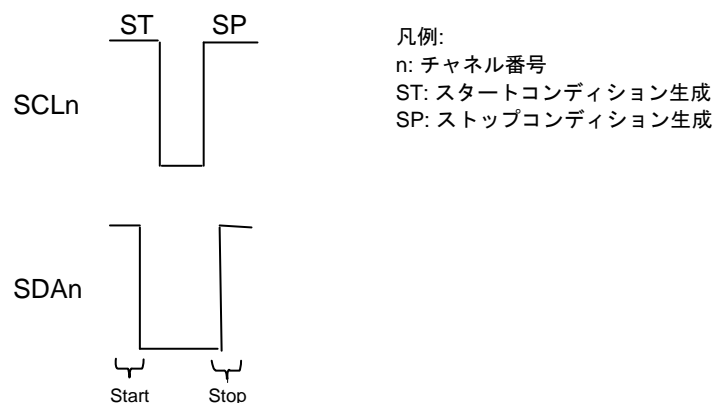 ST SP
SCLn
SDAn
Start Stop
凡例:
n: チャネル番号
ST: スタートコンディション生成
SP: ストップコンディション生成